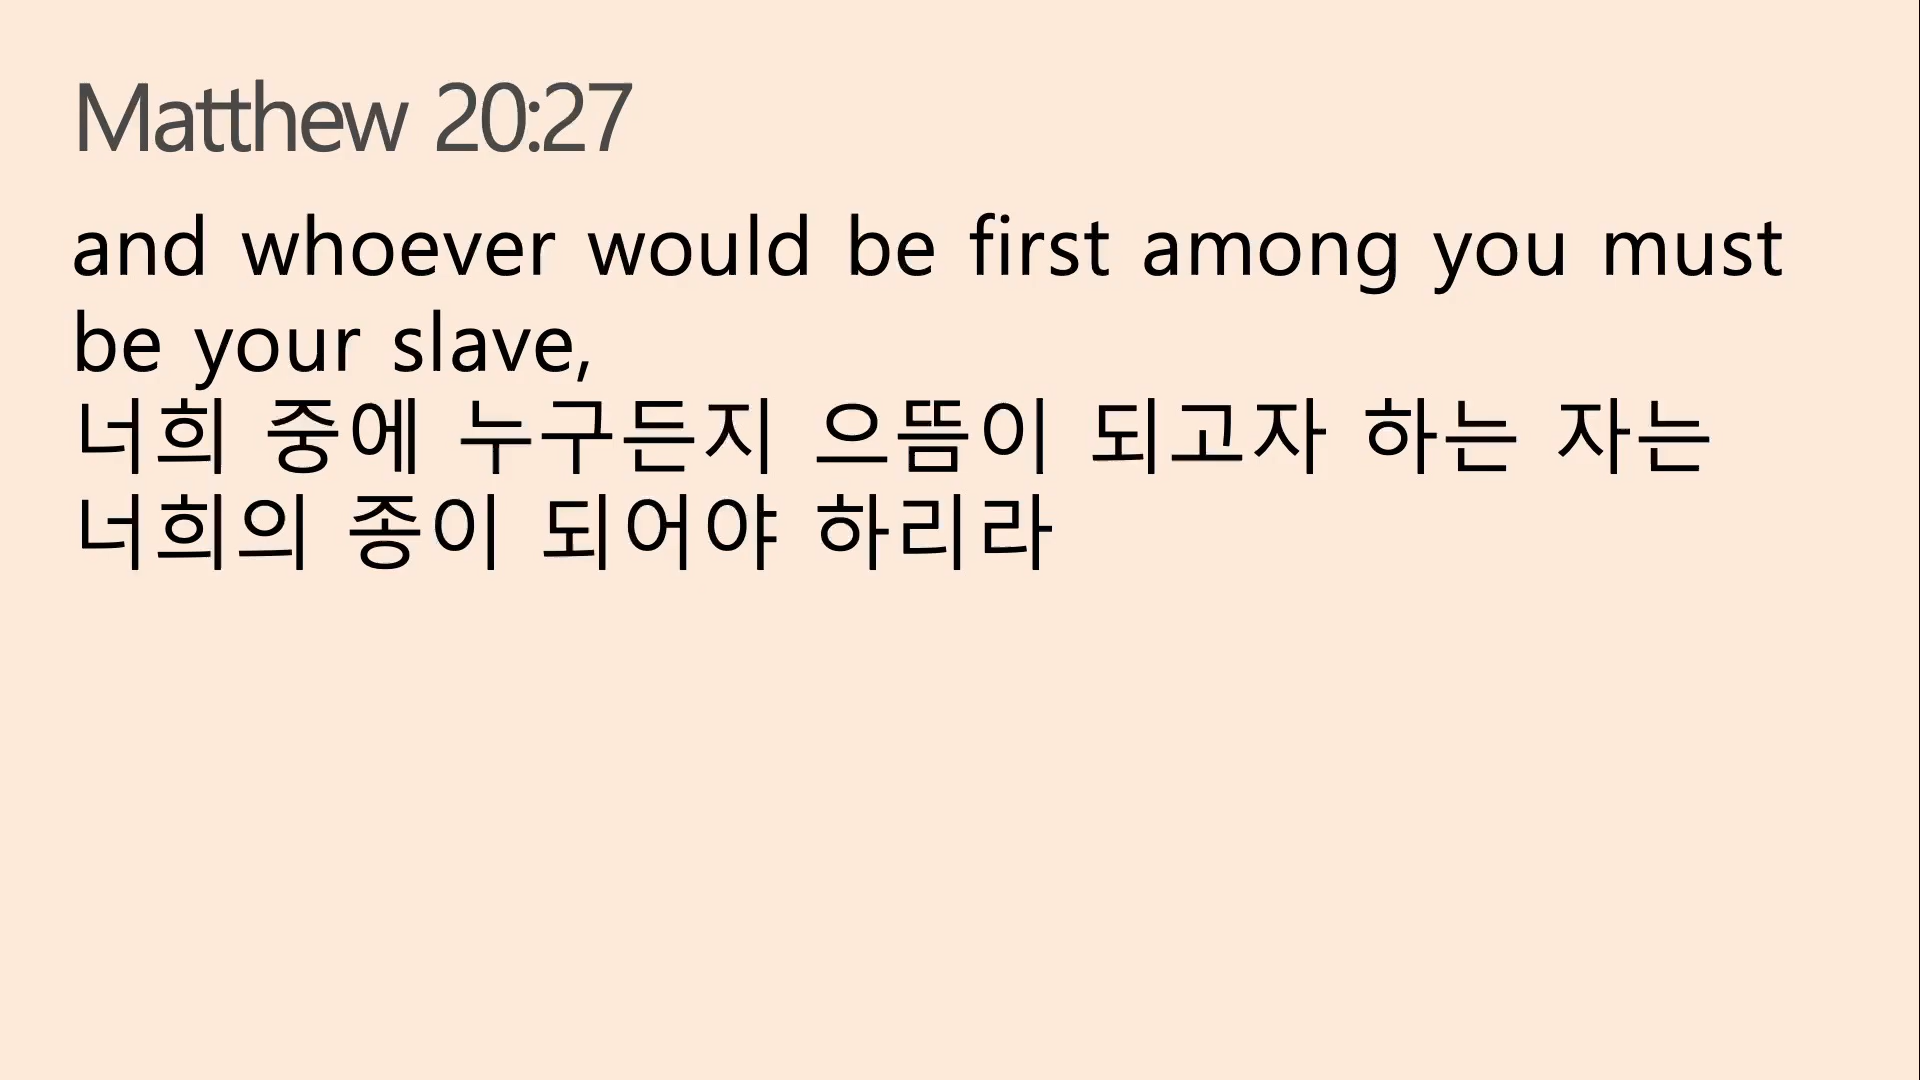 Matthew 20:27
and whoever would be first among you must
be your slave,
너희 중에 누구든지 으뜸이 되고자 하는 자는
너희의 종이 되어야 하리라